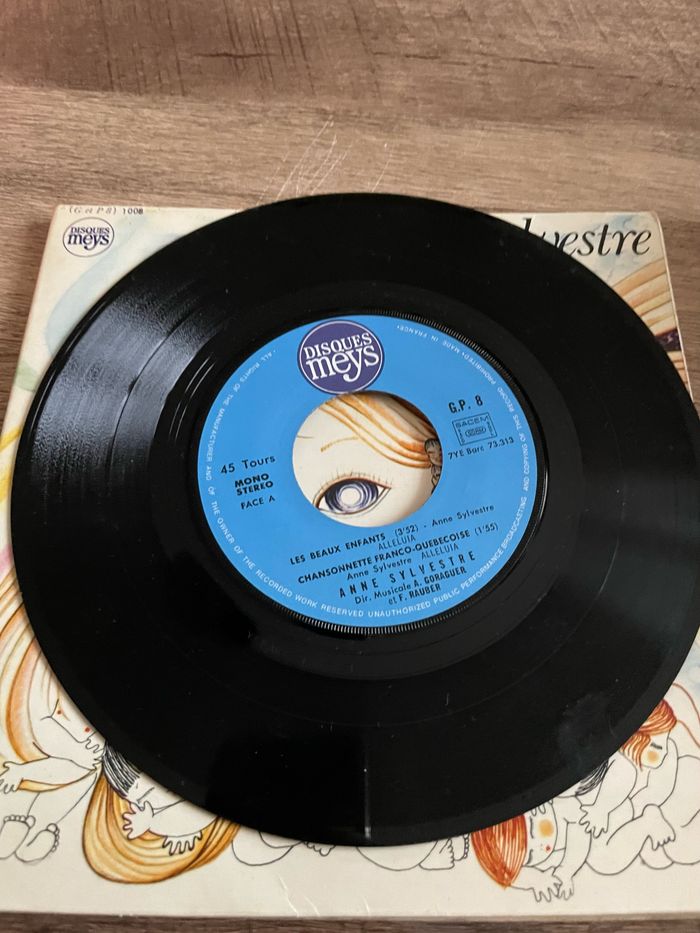 (G et P 8) 1008
DISQUES
meys
lvestre
DISQUES
meys
• ALL RIGHTS OF THE MANUFACTURER AND OF THE OWNER OF THE RECORDED WORK RESERVED UNAUTHORIZED PUBLIC PERFORMANCE BROADCASTING AND COPYING OF THIS RECORD PROHIBITED • MADE IN FRANCE •
45 Tours
MONO
STEREO
FACE A
G.P. 8
SACEM
7YE Barc 73.313
LES BEAUX ENFANTS (3'52) - Anne Sylvestre
ALLELUIA
CHANSONNETTE FRANCO-QUEBECOISE (1'55)
Anne Sylvestre ALLELUIA
ANNE SYLVESTRE
Dir. Musicale A. GORAGUER
et F. RAUBER